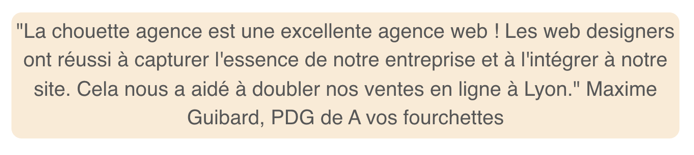 "La chouette agence est une excellente agence web ! Les web designers
ont réussi à capturer l'essence de notre entreprise et à l'intégrer à notre
site. Cela nous a aidé à doubler nos ventes en ligne à Lyon." Maxime
Guibard, PDG de A vos fourchettes